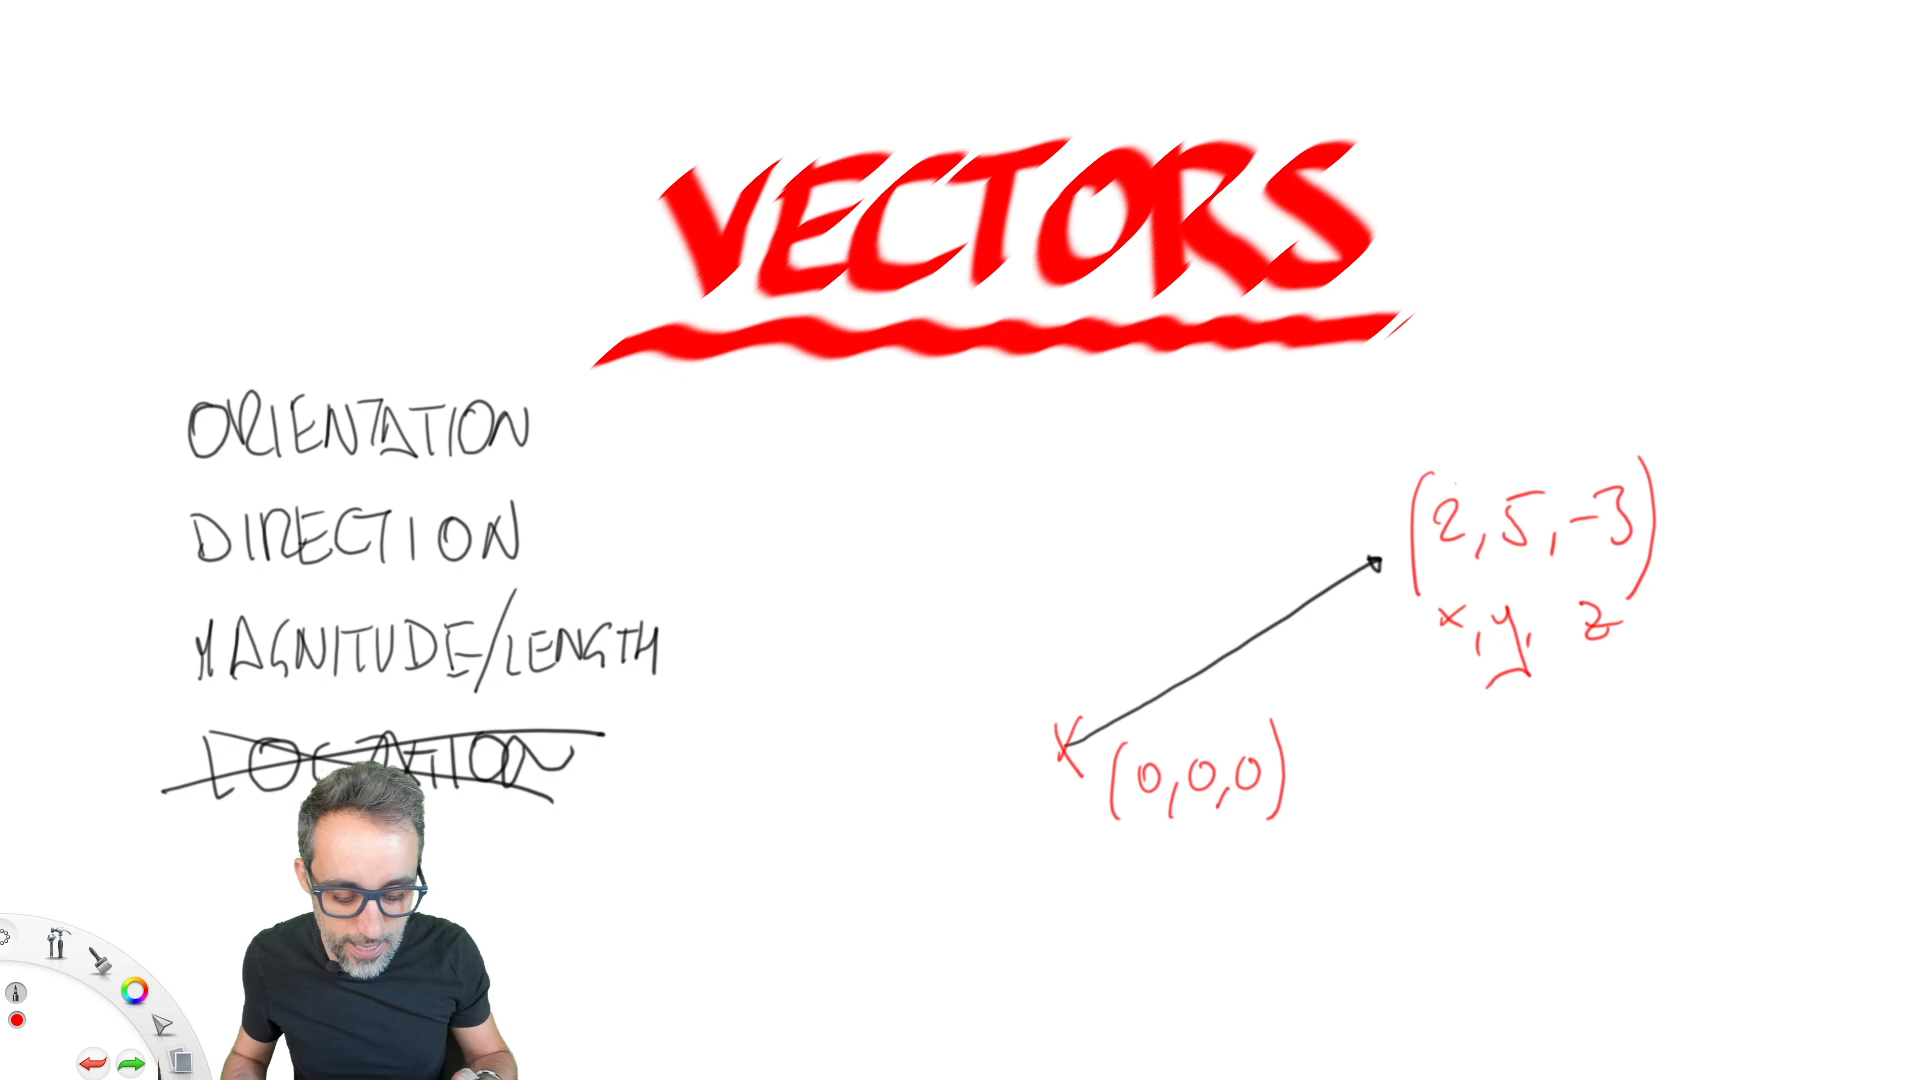 VECTORS
ORIENTATION
DIRECTION
MAGNITUDE/LENGTH
LOCATION
(2,5,-3)
x,y, z
(0,0,0)